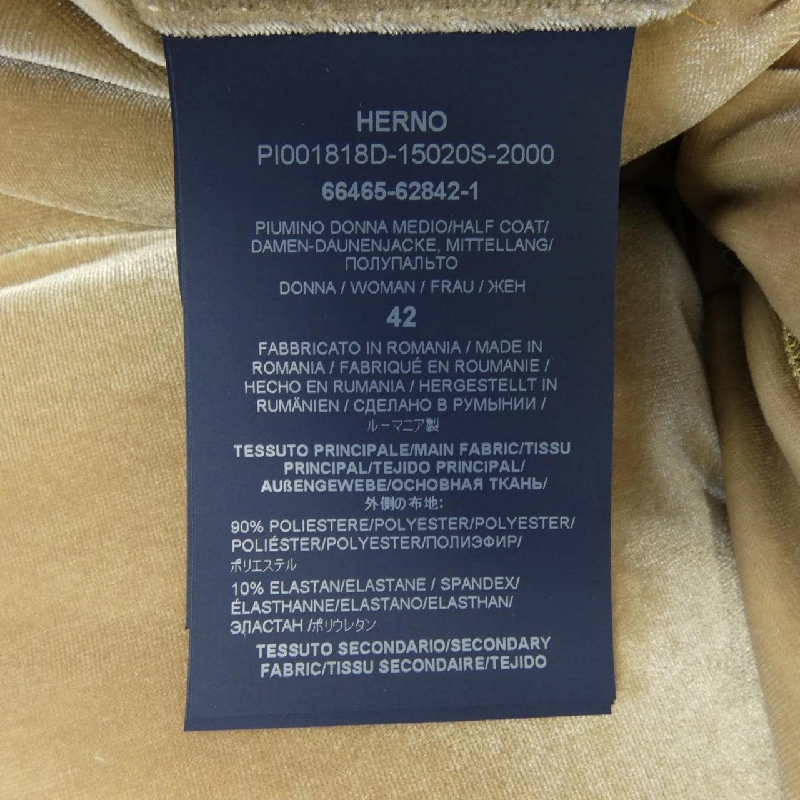 HERNO
PI001818D-15020S-2000
66465-62842-1
PIUMINO DONNA MEDIO/HALF COAT/
DAMEN-DAUNENJACKE, MITTELLANG/
ПОЛУПАЛЬТО
DONNA / WOMAN / FRAU / ЖЕН
42
FABBRICATO IN ROMANIA / MADE IN
ROMANIA / FABRIQUÉ EN ROUMANIE /
HECHO EN RUMANIA / HERGESTELLT IN
RUMÄNIEN / СДЕЛАНО В РУМЫНИИ /
ルーマニア製
TESSUTO PRINCIPALE/MAIN FABRIC/TISSU
PRINCIPAL/TEJIDO PRINCIPAL/
AUßENGEWEBE/ОСНОВНАЯ ТКАНЬ/
外側の布地:
90% POLIESTERE/POLYESTER/POLYESTER/
POLIÉSTER/POLYESTER/ПОЛИЭФИР/
ポリエステル
10% ELASTAN/ELASTANE / SPANDEX/
ÉLASTHANNE/ELASTANO/ELASTHAN/
ЭЛАСТАН /ポリウレタン
TESSUTO SECONDARIO/SECONDARY
FABRIC/TISSU SECONDAIRE/TEJIDO